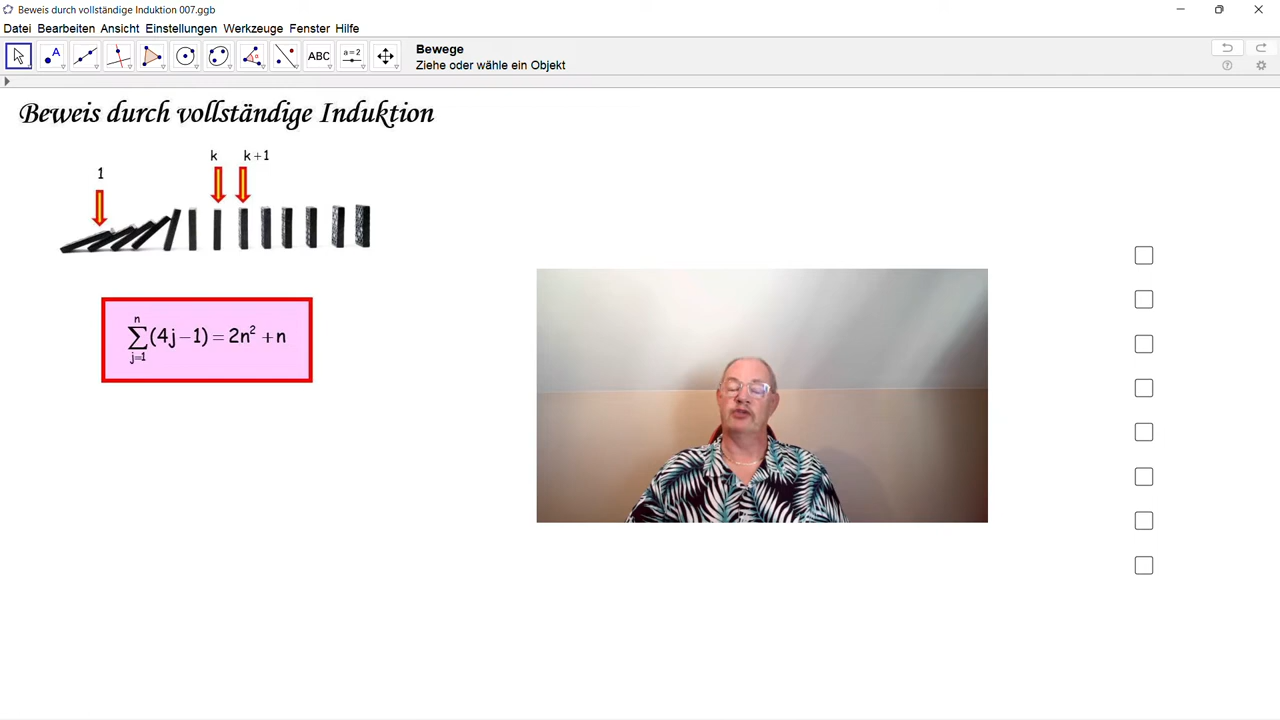 Beweis durch vollständige Induktion 007.ggb
Datei Bearbeiten Ansicht Einstellungen Werkzeuge Fenster Hilfe
A
ABC
a=2
Bewege
Ziehe oder wähle ein Objekt
Beweis durch vollständige Induktion
1
k
k+1
n
∑(4j−1)=2n²+n
j=1